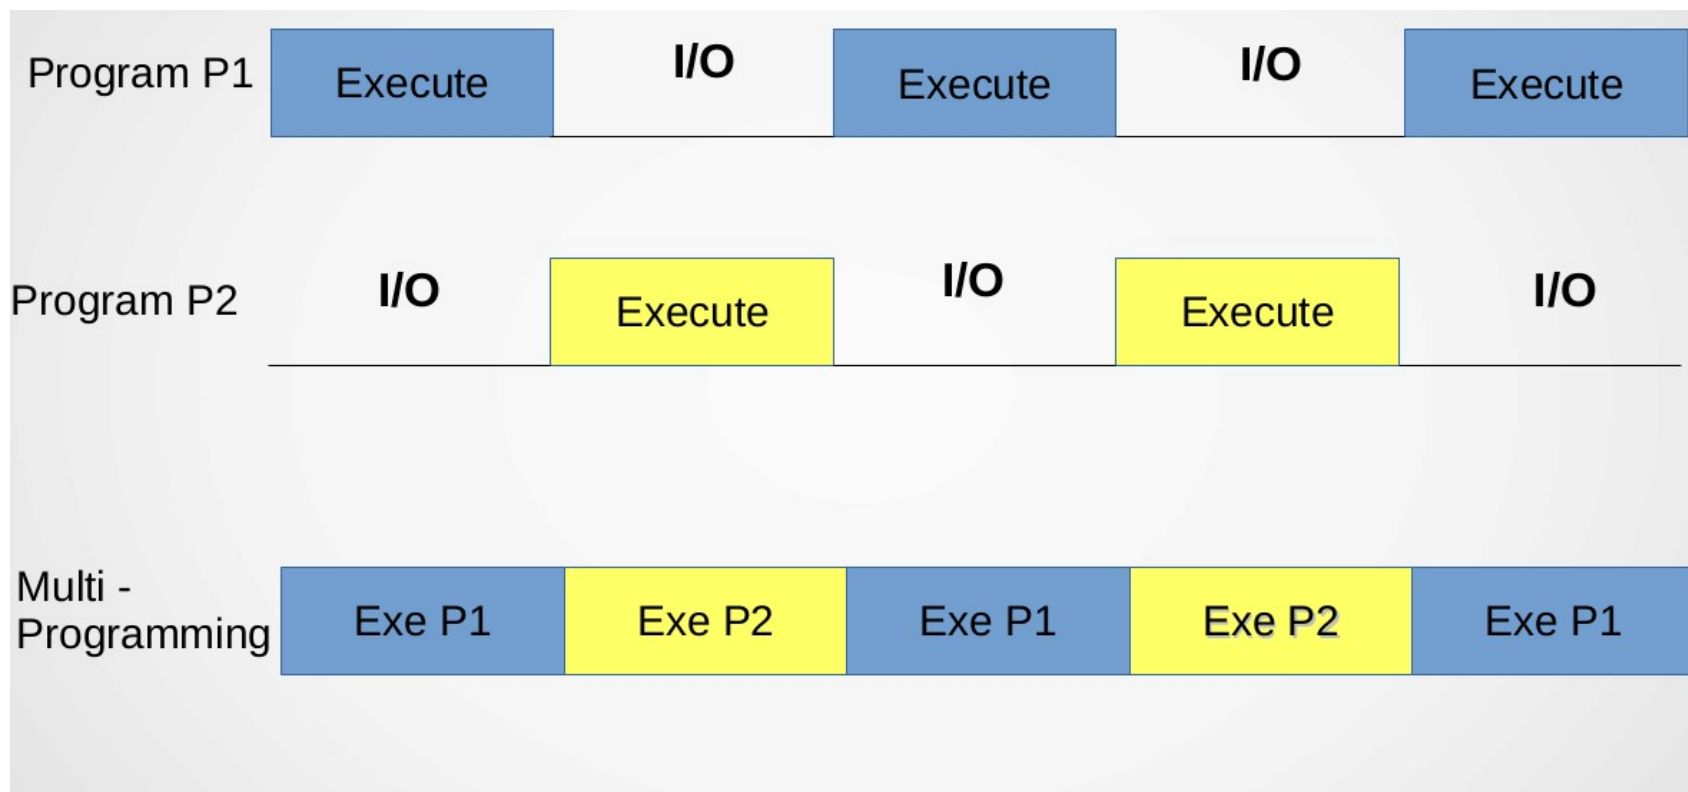 Program P1
Execute
I/O
Execute
I/O
Execute
Program P2
I/O
Execute
I/O
Execute
I/O
Multi -
Programming
Exe P1
Exe P2
Exe P1
Exe P2
Exe P1